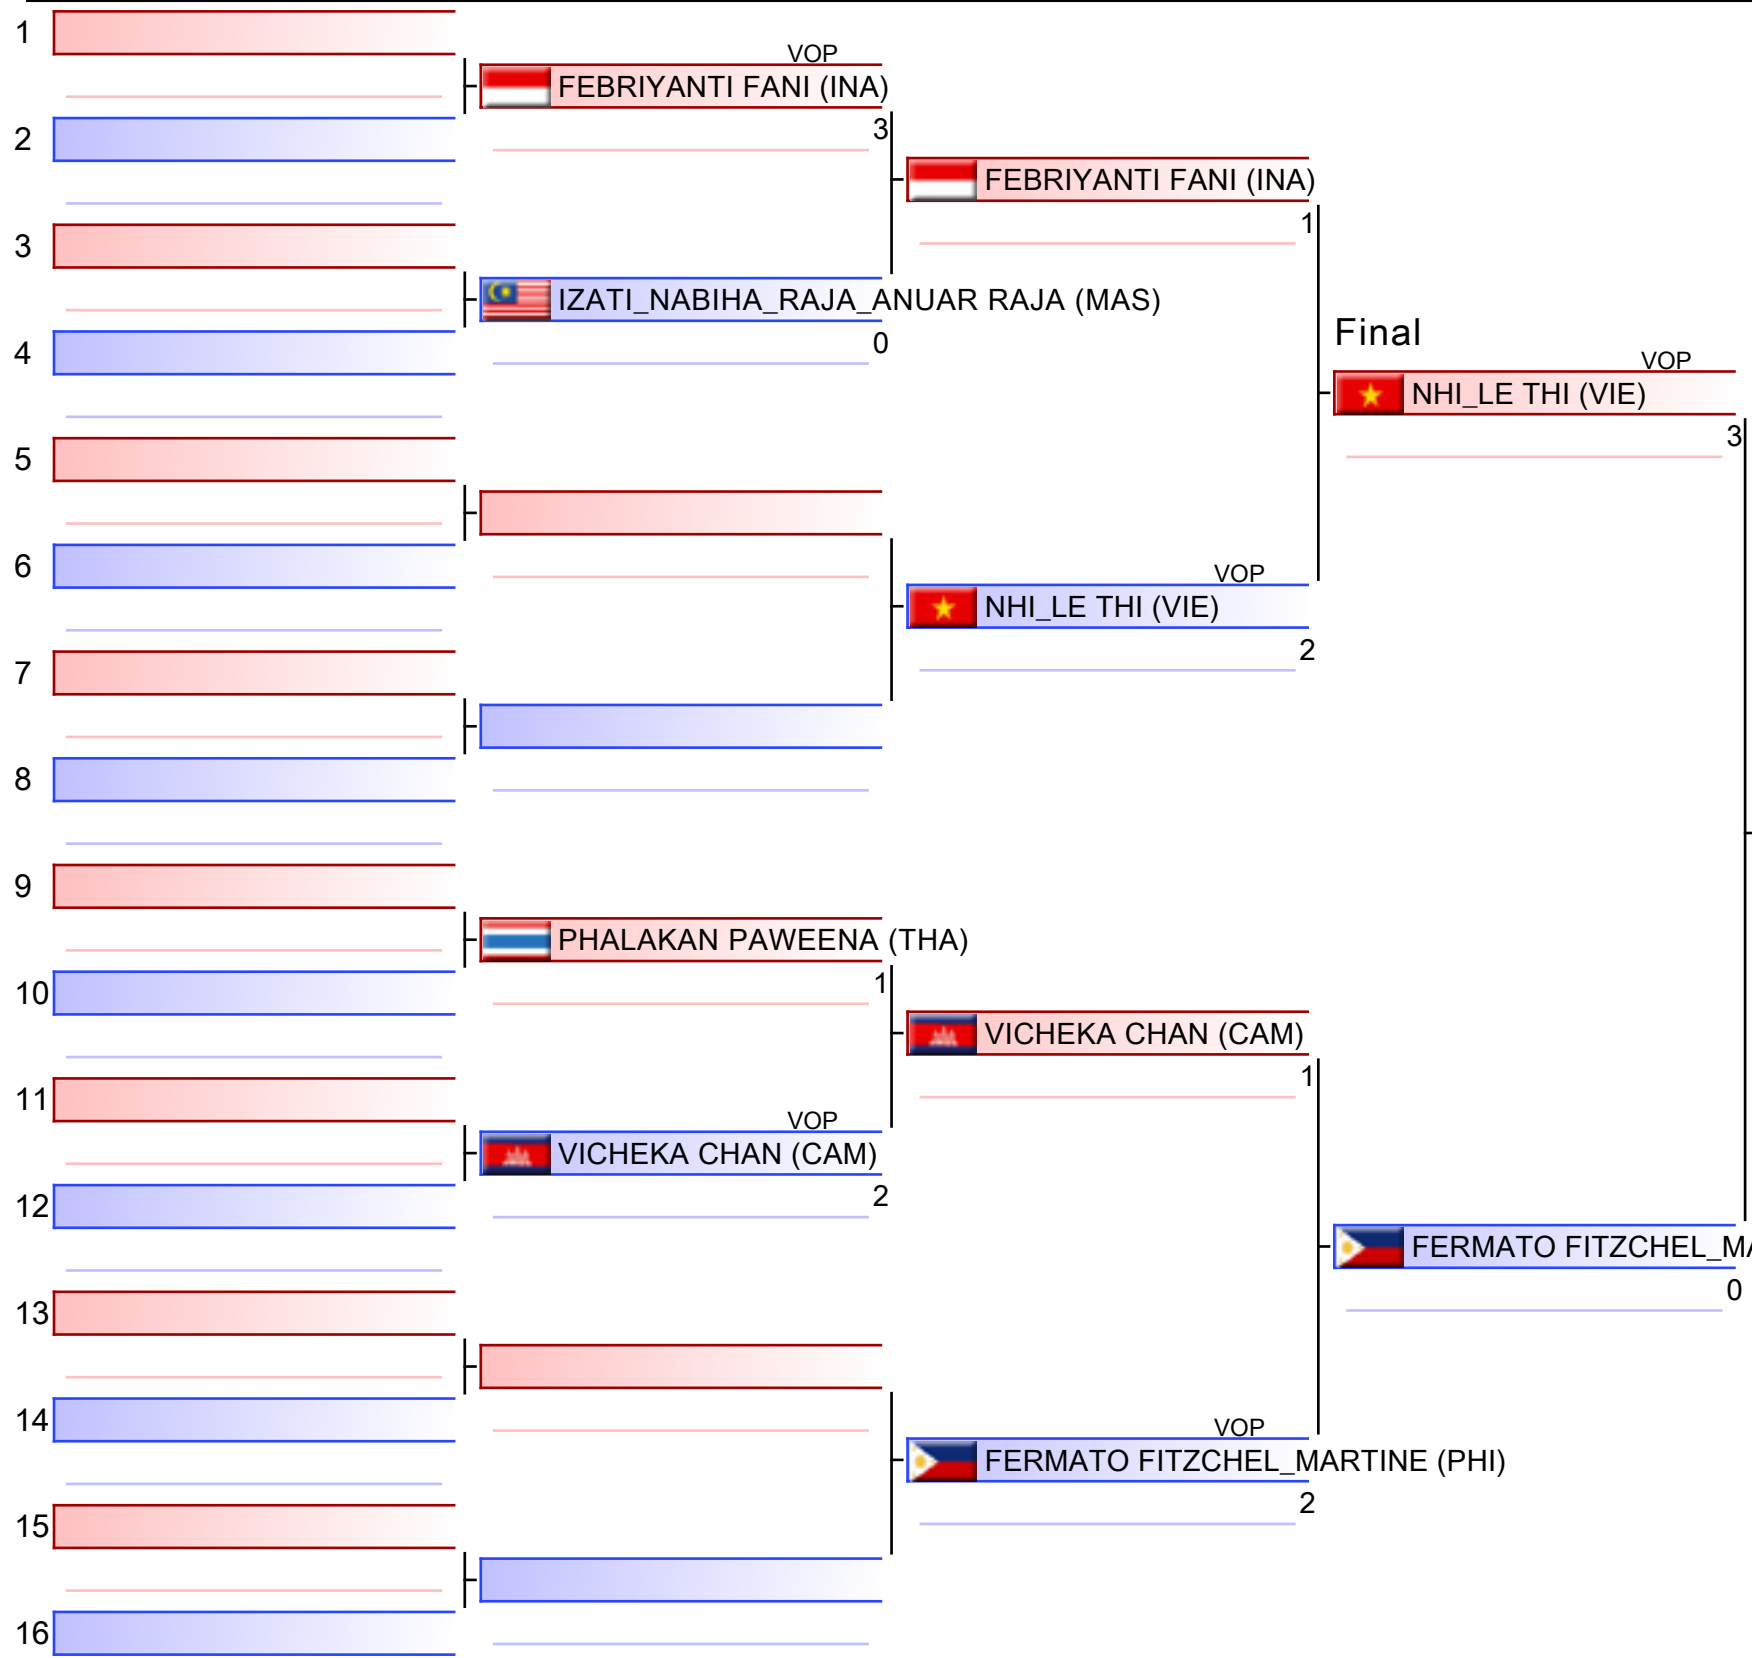 1
VOP
FEBRIYANTI FANI (INA)
3
2
FEBRIYANTI FANI (INA)
1
3
IZATI_NABIHA_RAJA_ANUAR RAJA (MAS)
0
4
Final
VOP
NHI_LE THI (VIE)
3
5
6
VOP
NHI_LE THI (VIE)
2
7
8
9
PHALAKAN PAWEENA (THA)
1
10
VICHEKA CHAN (CAM)
1
11
VOP
VICHEKA CHAN (CAM)
2
12
FERMATO FITZCHEL_MA
0
13
14
VOP
FERMATO FITZCHEL_MARTINE (PHI)
2
15
16